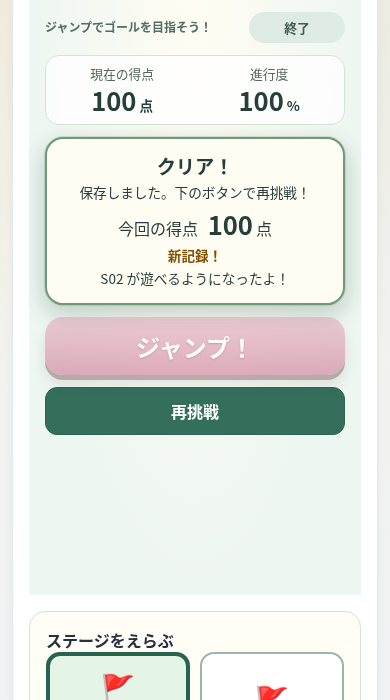 ジャンプでゴールを目指そう！
終了
現在の得点
進行度
100 点
100 %
クリア！
保存しました。下のボタンで再挑戦！
今回の得点 100 点
新記録！
S02 が遊べるようになったよ！
ジャンプ！
再挑戦
ステージをえらぶ